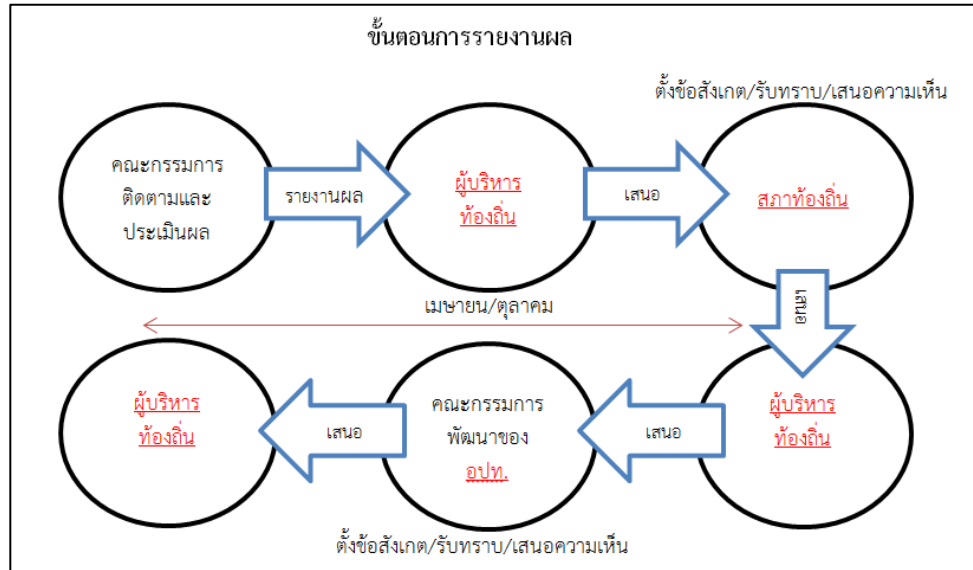 ขั้นตอนการรายงานผล
ตั้งข้อสังเกต/รับทราบ/เสนอความเห็น
คณะกรรมการ
ติดตามและ
ประเมินผล
รายงานผล
ผู้บริหาร
ท้องถิ่น
เสนอ
สภาท้องถิ่น
เสนอ
เมษายน/ตุลาคม
ผู้บริหาร
ท้องถิ่น
เสนอ
คณะกรรมการ
พัฒนาของ
อปท.
เสนอ
ผู้บริหาร
ท้องถิ่น
ตั้งข้อสังเกต/รับทราบ/เสนอความเห็น